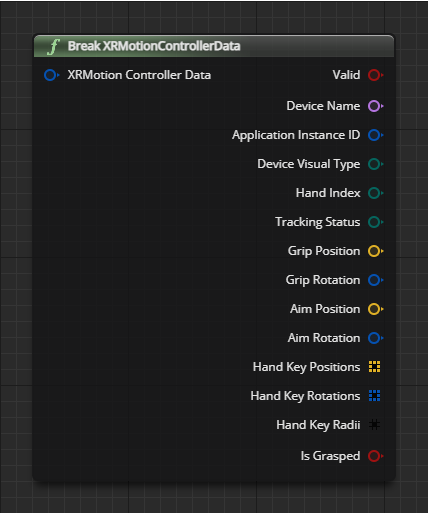 f Break XRMotionControllerData
XRMotion Controller Data
Valid
Device Name
Application Instance ID
Device Visual Type
Hand Index
Tracking Status
Grip Position
Grip Rotation
Aim Position
Aim Rotation
Hand Key Positions
Hand Key Rotations
Hand Key Radii
Is Grasped